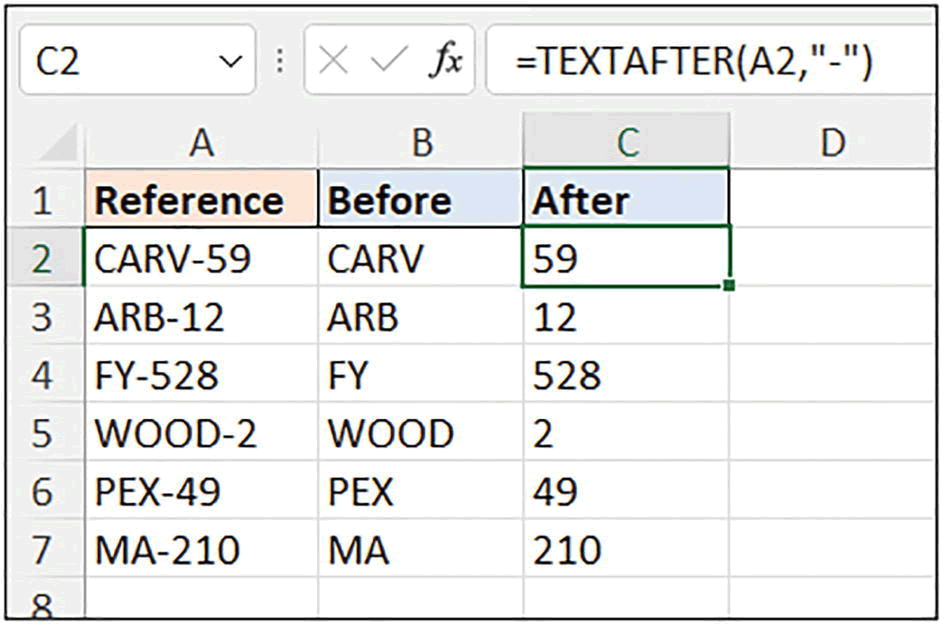 C2 fx =TEXTAFTER(A2,"-")
A B C D
1 Reference Before After
2 CARV-59 CARV 59
3 ARB-12 ARB 12
4 FY-528 FY 528
5 WOOD-2 WOOD 2
6 PEX-49 PEX 49
7 MA-210 MA 210
8